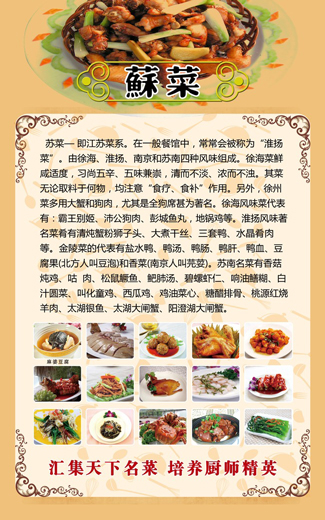 蘇菜
苏菜— 即江苏菜系。在一般餐馆中，常常会被称为“淮扬
菜”。由徐海、淮扬、南京和苏南四种风味组成。徐海菜鲜
咸适度，习尚五辛、五味兼崇，清而不淡、浓而不浊。其菜
无论取料于何物，均注意“食疗、食补”作用。另外，徐州
菜多用大蟹和狗肉，尤其是全狗席甚为著名。徐海风味菜代表
有：霸王别姬、沛公狗肉、彭城鱼丸，地锅鸡等。淮扬风味著
名菜肴有清炖蟹粉狮子头、大煮干丝、三套鸭、水晶肴肉
等。金陵菜的代表有盐水鸭、鸭汤、鸭肠、鸭肝、鸭血、豆
腐果(北方人叫豆泡)和香菜(南京人叫芫荽)。苏南名菜有香菇
炖鸡、咕 肉、松鼠鳜鱼、鲃肺汤、碧螺虾仁、响油鳝糊、白
汁圆菜、叫化童鸡、西瓜鸡、鸡油菜心、糖醋排骨、桃源红烧
羊肉、太湖银鱼、太湖大闸蟹、阳澄湖大闸蟹。
麻婆豆腐
汇集天下名菜 培养厨师精英